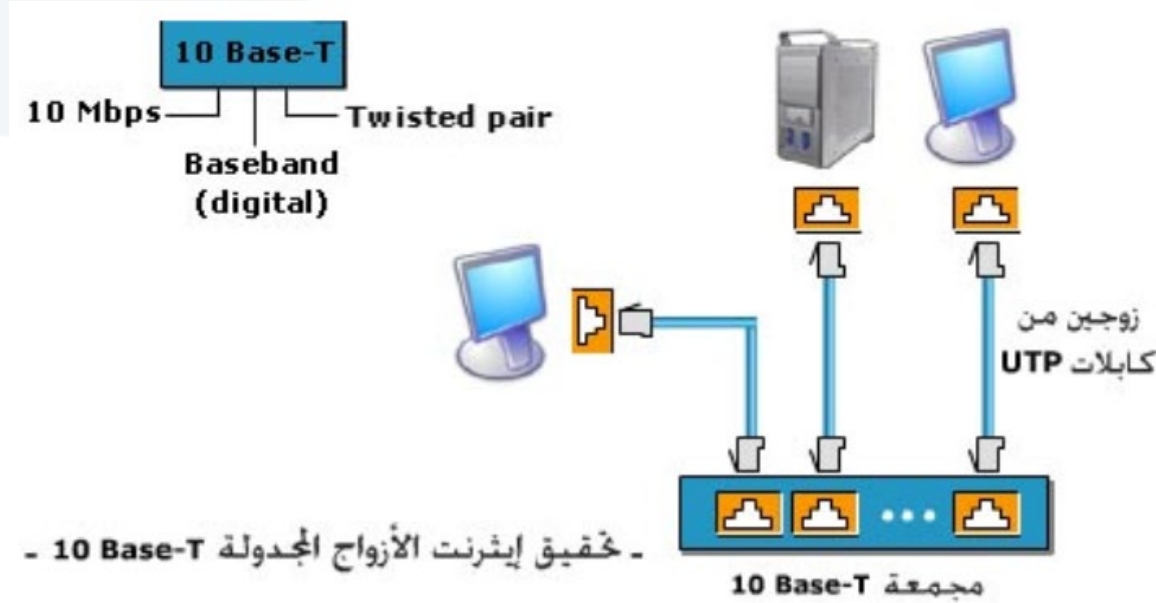 10 Base-T
10 Mbps
Twisted pair
Baseband
(digital)
زوجين من
كابلات UTP
- تحقيق إيثرنت الأزواج المجدولة 10 Base-T -
مجمعة 10 Base-T